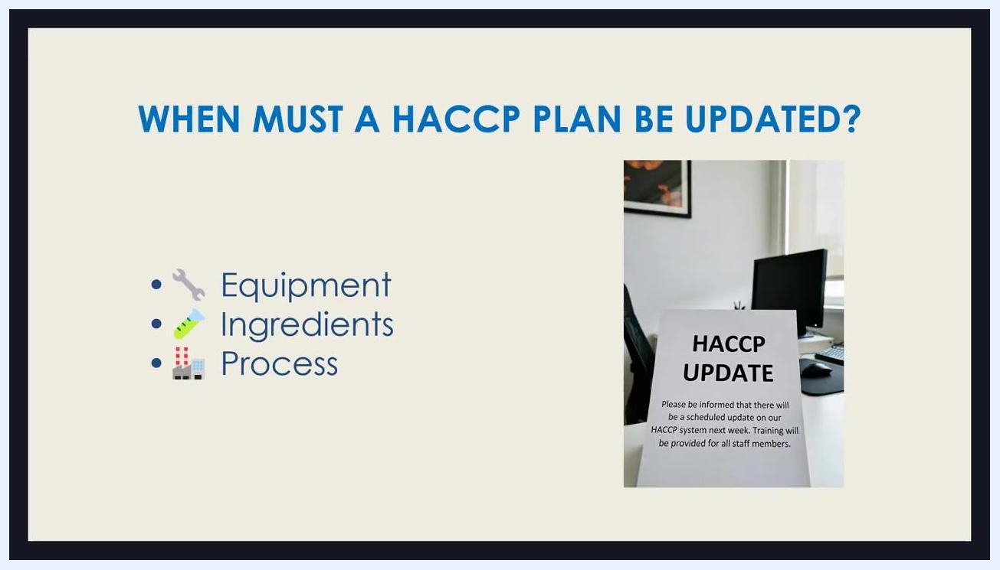 WHEN MUST A HACCP PLAN BE UPDATED?
• 🔧 Equipment
• 🧪 Ingredients
• 🏭 Process
HACCP
UPDATE
Please be informed that there will
be a scheduled update on our
HACCP system next week. Training will
be provided for all staff members.